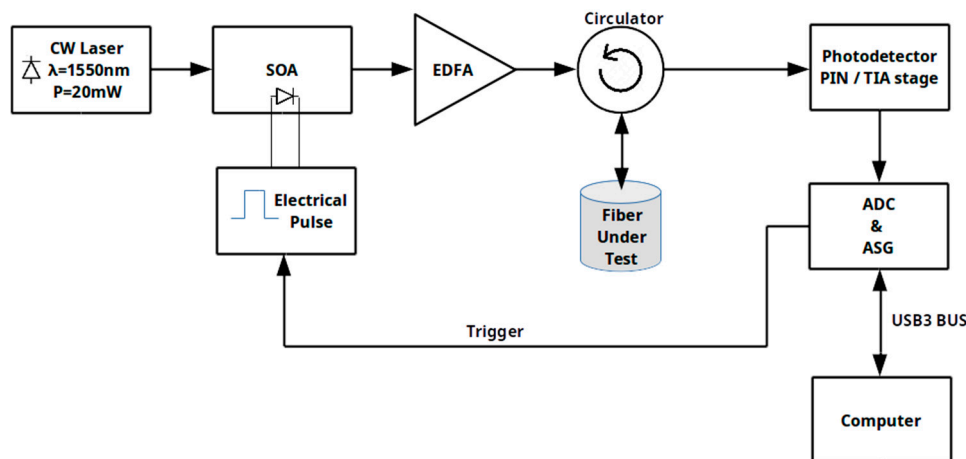 CW Laser
λ=1550nm
P=20mW
SOA
EDFA
Circulator
Photodetector
PIN / TIA stage
Electrical
Pulse
Fiber
Under
Test
ADC
&
ASG
Trigger
USB3 BUS
Computer